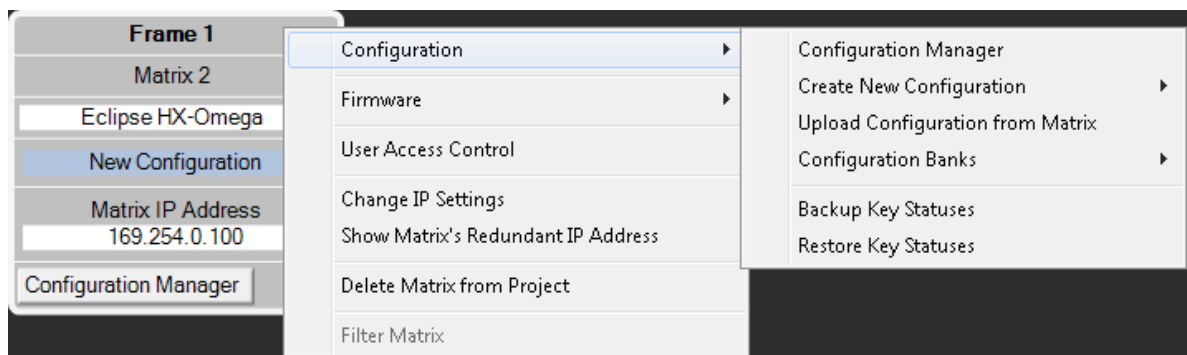 Frame 1
Matrix 2
Eclipse HX-Omega
New Configuration
Matrix IP Address
169.254.0.100
Configuration Manager
Configuration
Firmware
User Access Control
Change IP Settings
Show Matrix's Redundant IP Address
Delete Matrix from Project
Filter Matrix
Configuration Manager
Create New Configuration
Upload Configuration from Matrix
Configuration Banks
Backup Key Statuses
Restore Key Statuses